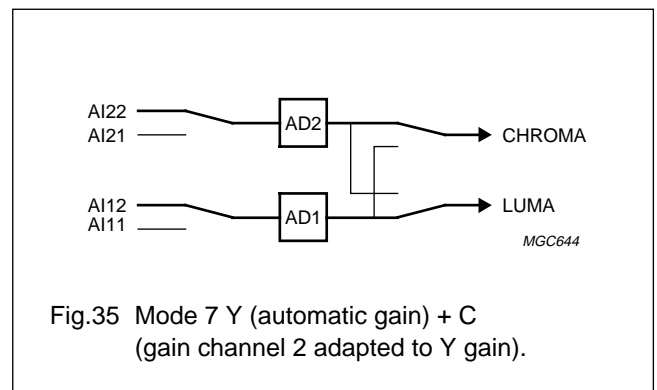 AI22
AI21
AD2
CHROMA
AI12
AI11
AD1
LUMA
MGC644
Fig.35 Mode 7 Y (automatic gain) + C
(gain channel 2 adapted to Y gain).